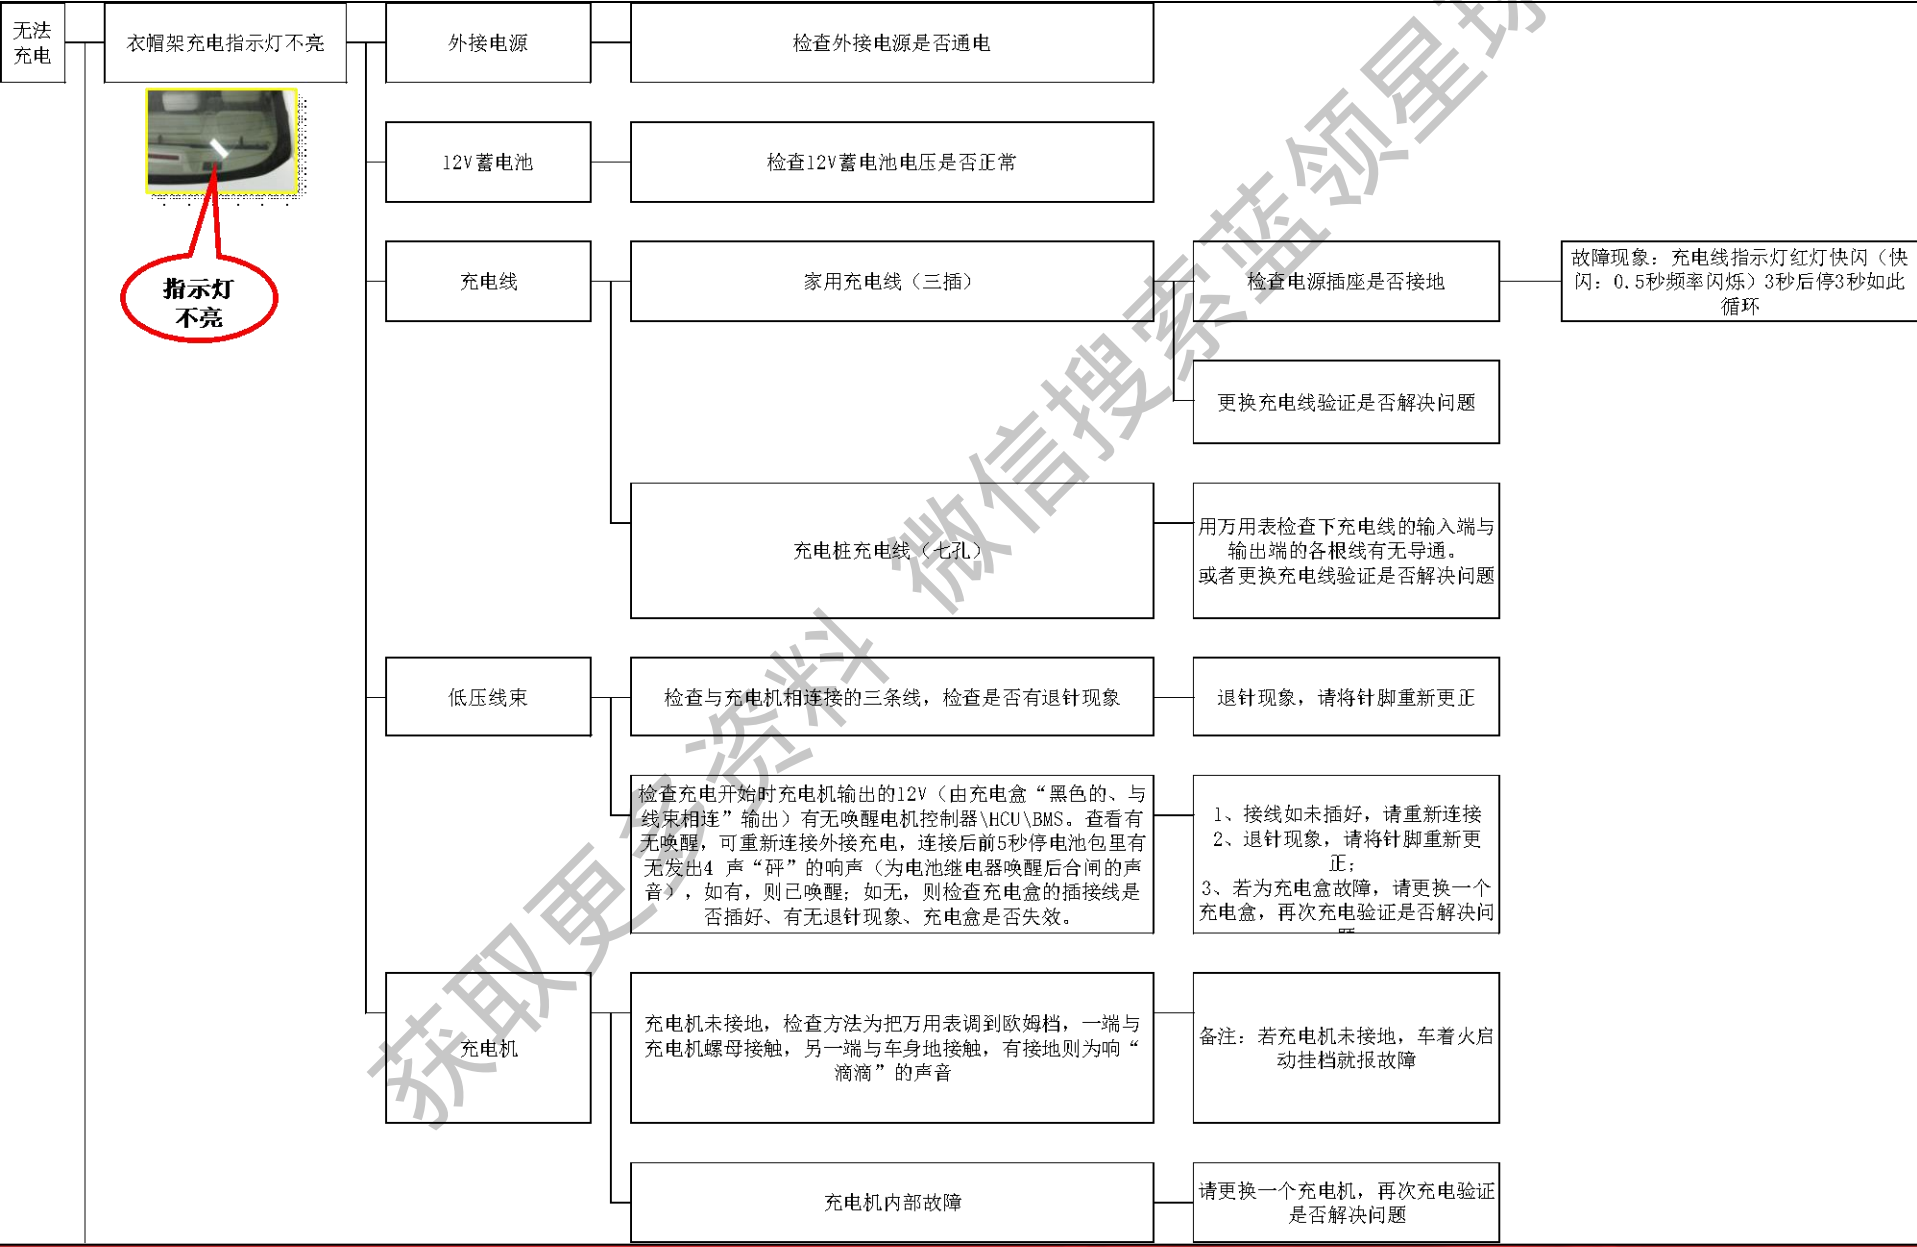 无法
充电
衣帽架充电指示灯不亮
外接电源
检查外接电源是否通电
指示灯
不亮
12V蓄电池
检查12V蓄电池电压是否正常
充电线
家用充电线（三插）
检查电源插座是否接地
故障现象：充电线指示灯红灯快闪（快
闪：0.5秒频率闪烁）3秒后停3秒如此
循环
更换充电线验证是否解决问题
充电桩充电线（七孔）
用万用表检查下充电线的输入端与
输出端的各根线有无导通。
或者更换充电线验证是否解决问题
低压线束
检查与充电机相连接的三条线，检查是否有退针现象
退针现象，请将针脚重新更正
检查充电开始时充电机输出的12V（由充电盒“黑色的、与
线束相连”输出）有无唤醒电机控制器\HCU\BMS。查看有
无唤醒，可重新连接外接充电，连接后前5秒停电池包里有
无发出4 声“砰”的响声（为电池继电器唤醒后合闸的声
音），如有，则已唤醒；如无，则检查充电盒的插接线是
否插好、有无退针现象、充电盒是否失效。
1、接线如未插好，请重新连接
2、退针现象，请将针脚重新更
正；
3、若为充电盒故障，请更换一个
充电盒，再次充电验证是否解决问
充电机
充电机未接地，检查方法为把万用表调到欧姆档，一端与
充电机螺母接触，另一端与车身地接触，有接地则为响“
滴滴”的声音
备注：若充电机未接地，车着火启
动挂档就报故障
充电机内部故障
请更换一个充电机，再次充电验证
是否解决问题
获取更多资料 微信搜索蓝领星球